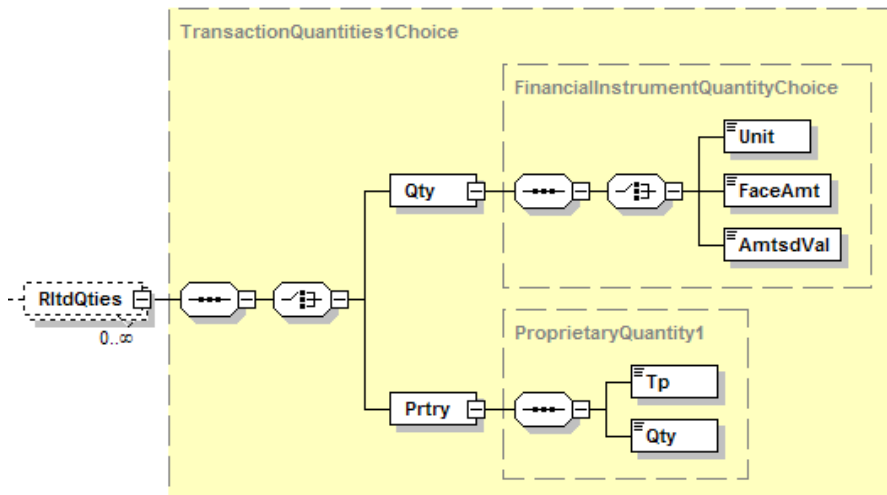 TransactionQuantities1Choice
FinancialInstrumentQuantityChoice
Unit
Qty
FaceAmt
AmtsdVal
RltdQties
0..∞
ProprietaryQuantity1
Tp
Prtry
Qty